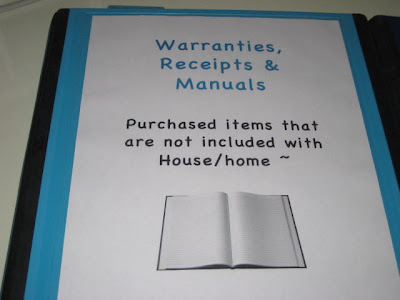 Warranties,
Receipts &
Manuals
Purchased items that
are not included with
House/home ~